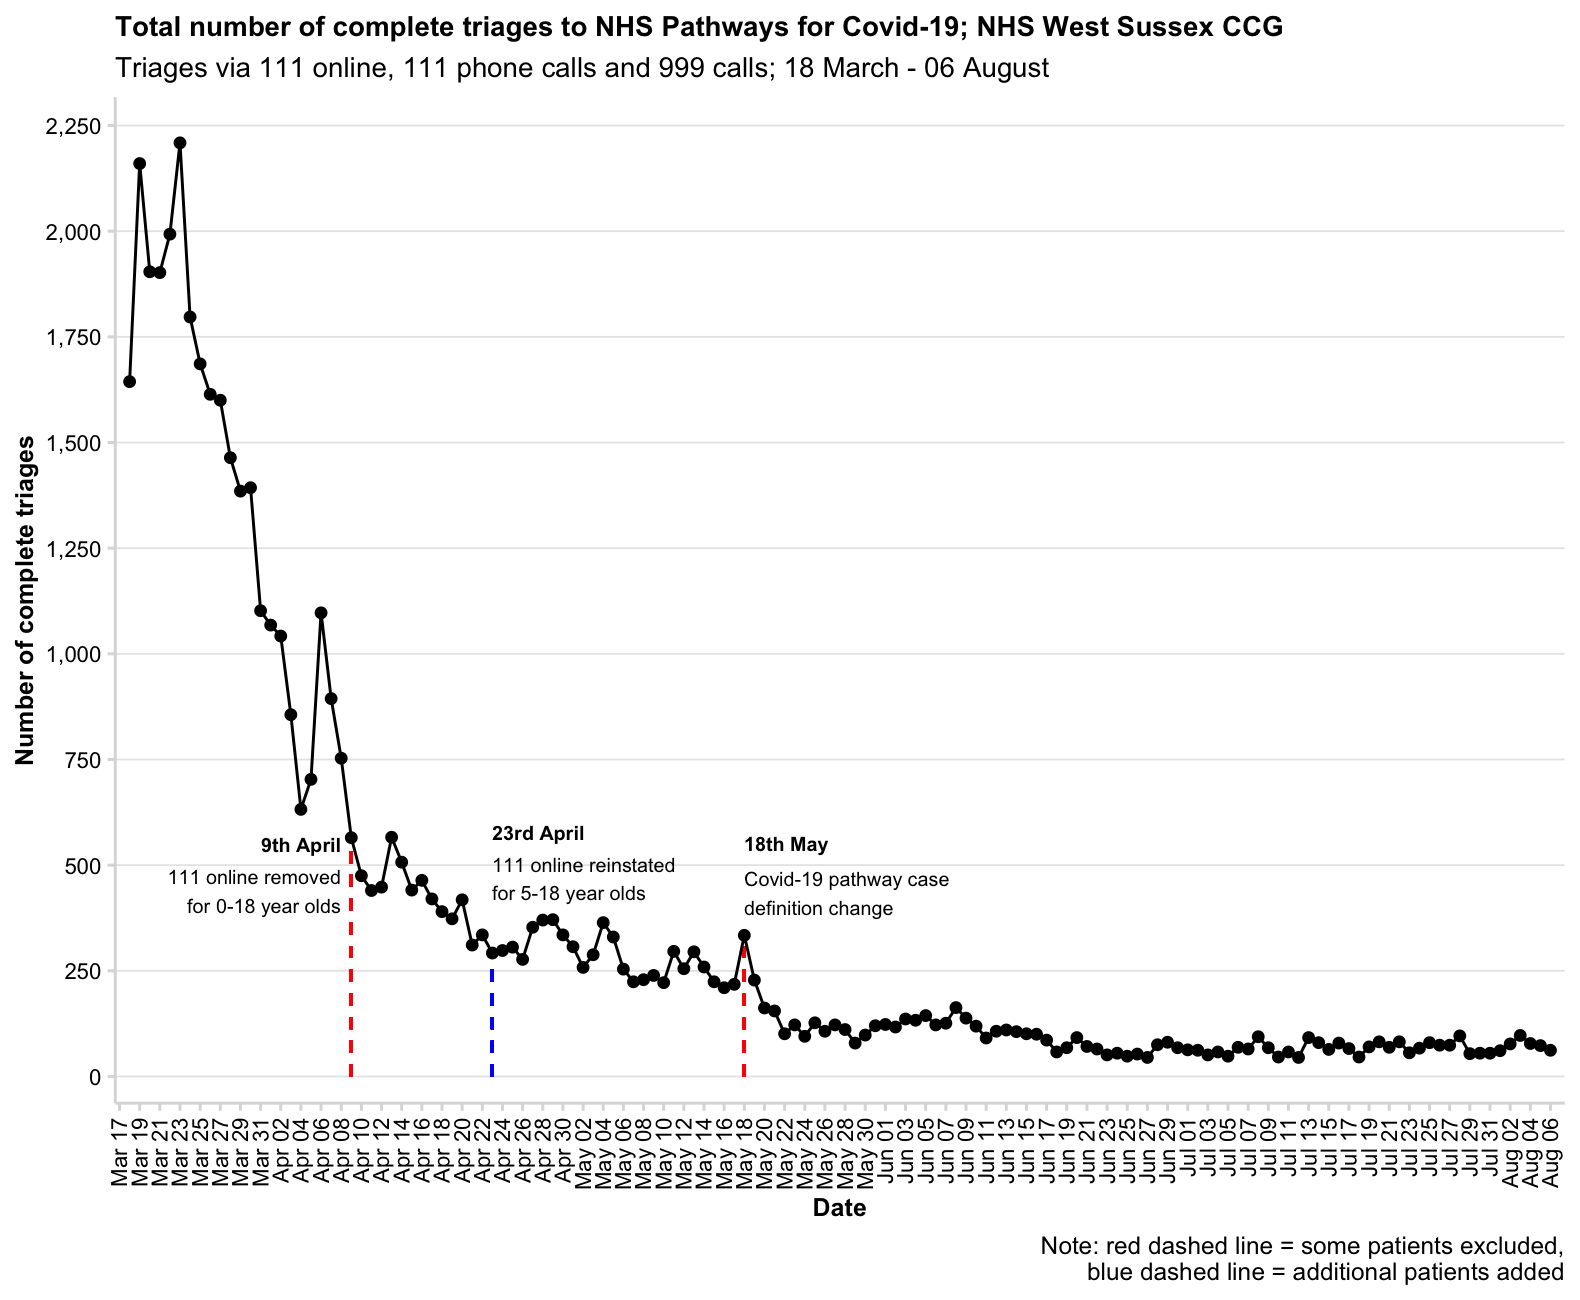 Total number of complete triages to NHS Pathways for Covid-19; NHS West Sussex CCG
Triages via 111 online, 111 phone calls and 999 calls; 18 March - 06 August
Number of complete triages
2,250
2,000
1,750
1,500
1,250
1,000
750
500
250
0
9th April
111 online removed
for 0-18 year olds
23rd April
111 online reinstated
for 5-18 year olds
18th May
Covid-19 pathway case
definition change
Mar 17
Mar 19
Mar 21
Mar 23
Mar 25
Mar 27
Mar 29
Mar 31
Apr 02
Apr 04
Apr 06
Apr 08
Apr 10
Apr 12
Apr 14
Apr 16
Apr 18
Apr 20
Apr 22
Apr 24
Apr 26
Apr 28
Apr 30
May 02
May 04
May 06
May 08
May 10
May 12
May 14
May 16
May 18
May 20
May 22
May 24
May 26
May 28
May 30
Jun 01
Jun 03
Jun 05
Jun 07
Jun 09
Jun 11
Jun 13
Jun 15
Jun 17
Jun 19
Jun 21
Jun 23
Jun 25
Jun 27
Jun 29
Jul 01
Jul 03
Jul 05
Jul 07
Jul 09
Jul 11
Jul 13
Jul 15
Jul 17
Jul 19
Jul 21
Jul 23
Jul 25
Jul 27
Jul 29
Jul 31
Aug 02
Aug 04
Aug 06
Date
Note: red dashed line = some patients excluded,
blue dashed line = additional patients added